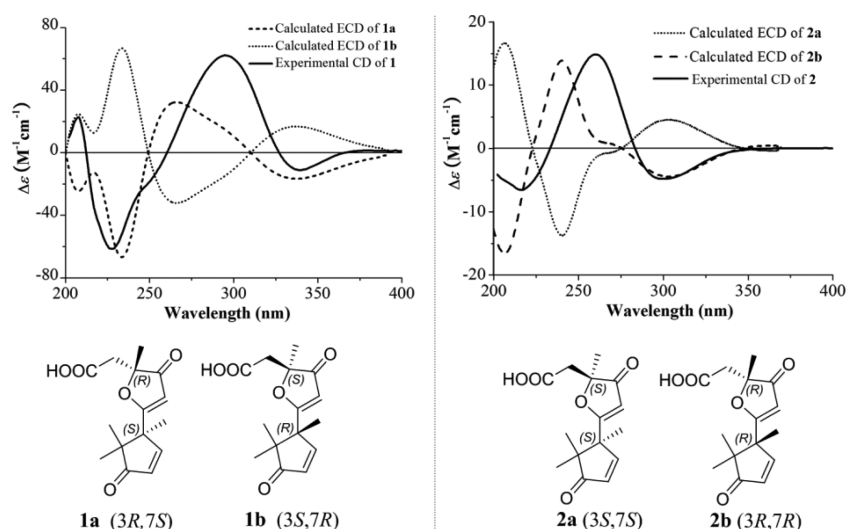 Calculated ECD of 1a
Calculated ECD of 1b
Experimental CD of 1
80
40
0
-40
-80
Δε (M⁻¹cm⁻¹)
200 250 300 350 400
Wavelength (nm)
Calculated ECD of 2a
Calculated ECD of 2b
Experimental CD of 2
20
10
0
-10
-20
Δε (M⁻¹cm⁻¹)
200 250 300 350 400
Wavelength (nm)
HOOC
O
(R)
O
(S)
O
1a (3R,7S)
HOOC
O
(S)
O
(R)
O
1b (3S,7R)
HOOC
O
(S)
O
(S)
O
2a (3S,7S)
HOOC
O
(R)
O
(R)
O
2b (3R,7R)